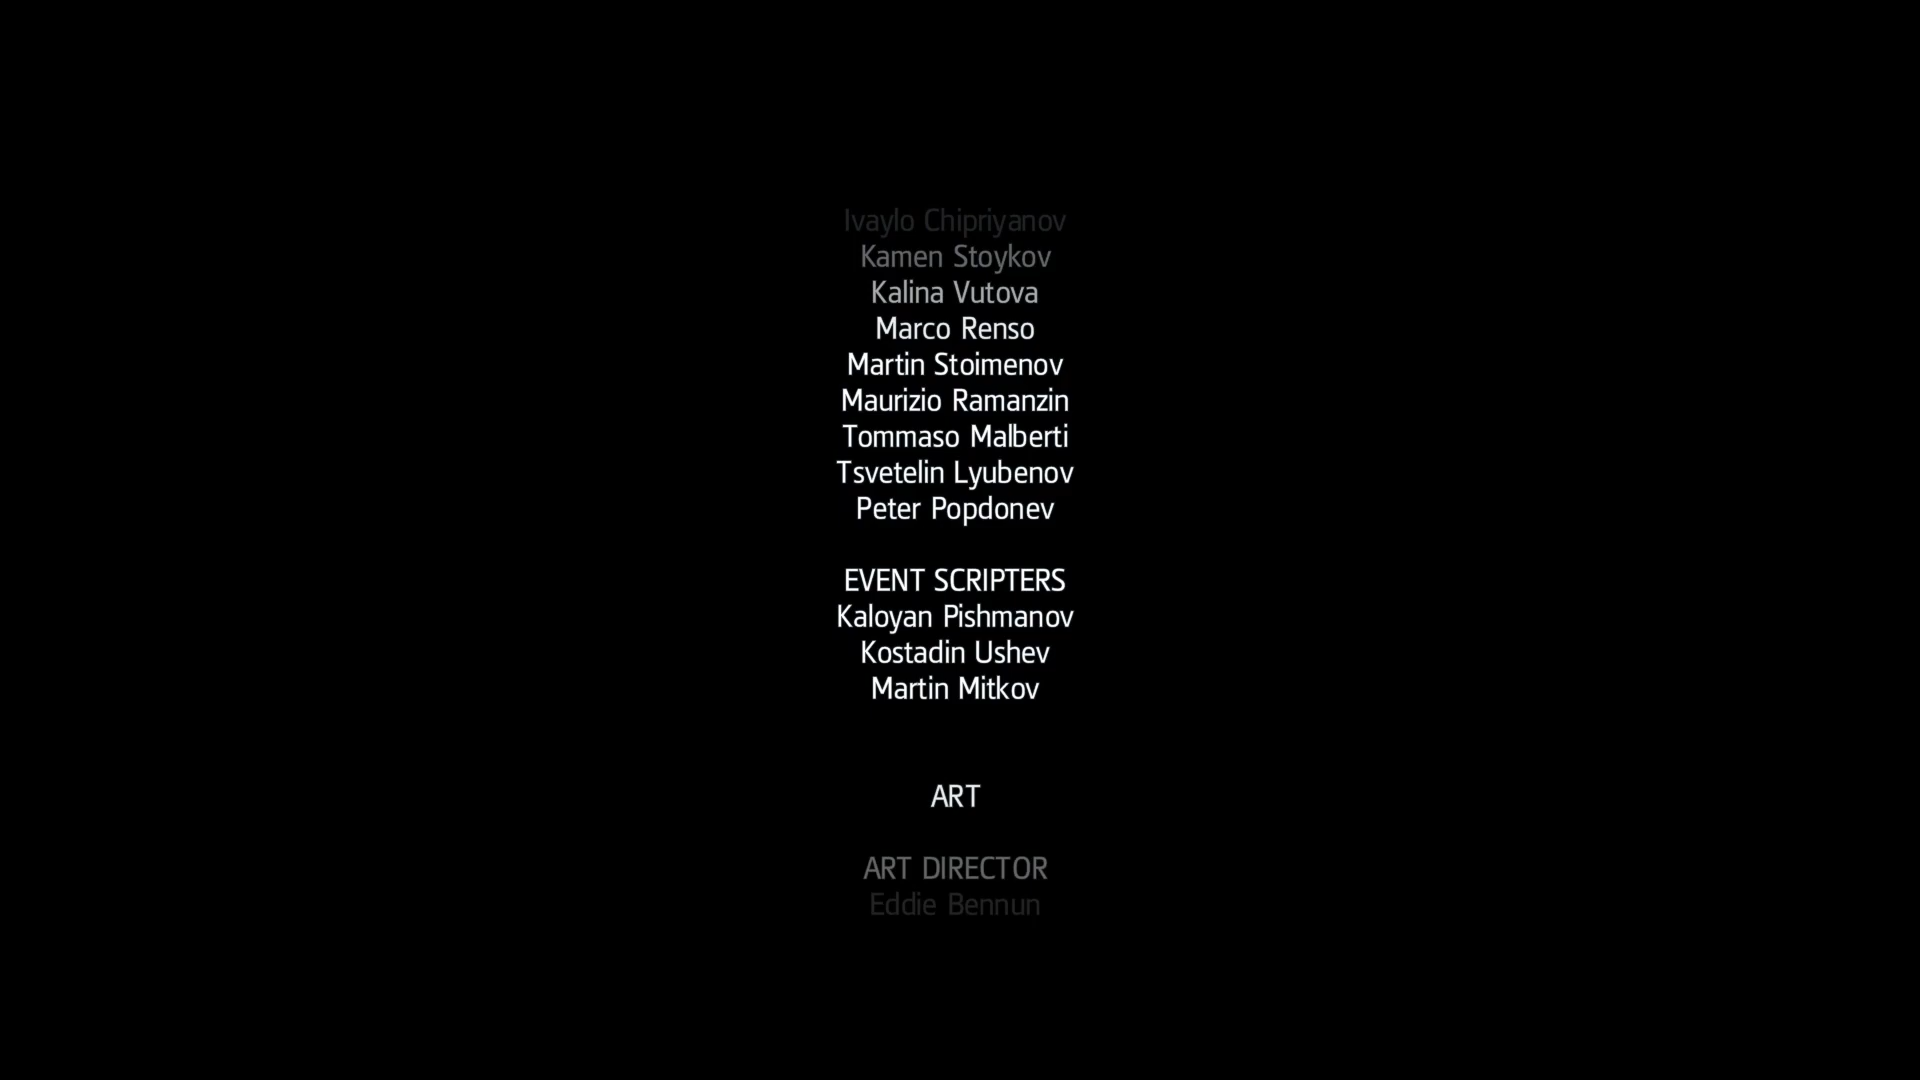 Ivaylo Chipriyanov
Kamen Stoykov
Kalina Vutova
Marco Renso
Martin Stoimenov
Maurizio Ramanzin
Tommaso Malberti
Tsvetelin Lyubenov
Peter Popdonev
EVENT SCRIPTERS
Kaloyan Pishmanov
Kostadin Ushev
Martin Mitkov
ART
ART DIRECTOR
Eddie Bennun